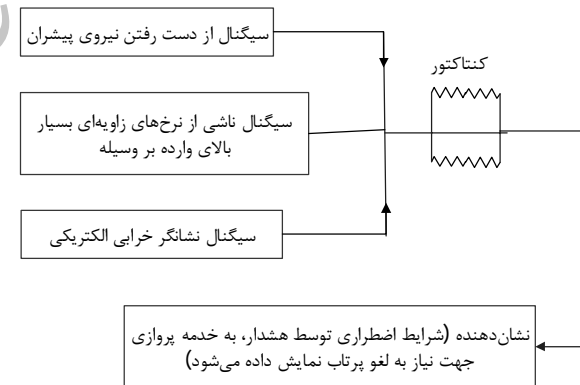 سیگنال از دست رفتن نیروی پیشران
کنتاکتور
سیگنال ناشی از نرخ‌های زاویه‌ای بسیار
بالای وارده بر وسیله
سیگنال نشانگر خرابی الکتریکی
نشان‌دهنده (شرایط اضطراری توسط هشدار، به خدمه پروازی
جهت نیاز به لغو پرتاب نمایش داده می‌شود)